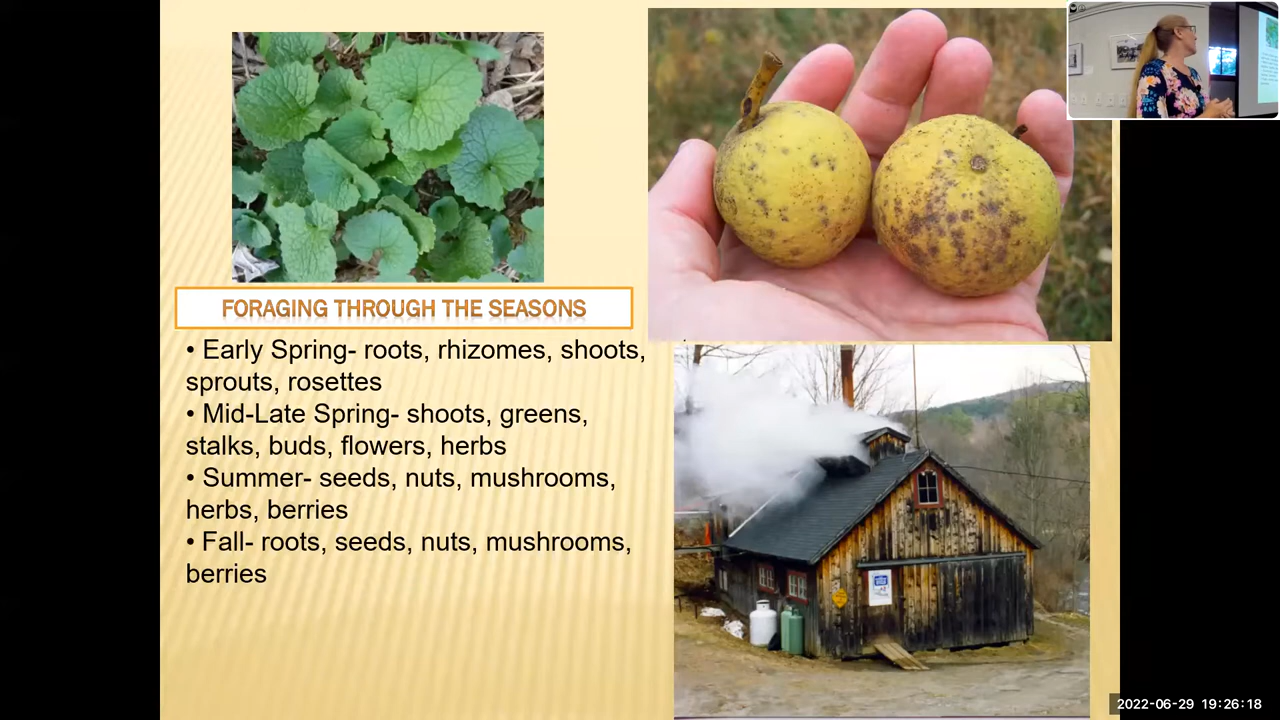 FORAGING THROUGH THE SEASONS
• Early Spring- roots, rhizomes, shoots,
sprouts, rosettes
• Mid-Late Spring- shoots, greens,
stalks, buds, flowers, herbs
• Summer- seeds, nuts, mushrooms,
herbs, berries
• Fall- roots, seeds, nuts, mushrooms,
berries
2022-06-29 19:26:18